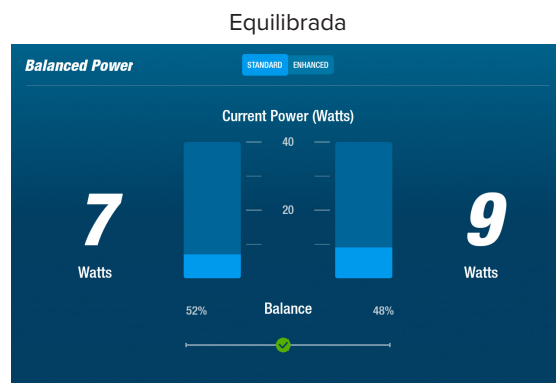 Equilibrada
Balanced Power
STANDARD ENHANCED
Current Power (Watts)
40
7 20 9
Watts Watts
52% Balance 48%